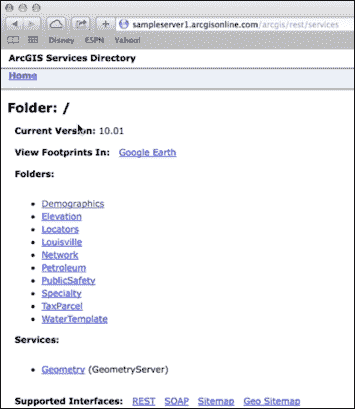 sampleserver1.arcgisonline.com/arcgis/rest/services
Disney ESPN Yahoo!
ArcGIS Services Directory
Home
Folder: /
Current Version: 10.01
View Footprints In: Google Earth
Folders:
Demographics
Elevation
Locators
Louisville
Network
Petroleum
PublicSafety
Specialty
TaxParcel
WaterTemplate
Services:
Geometry (GeometryServer)
Supported Interfaces: REST SOAP Sitemap Geo Sitemap